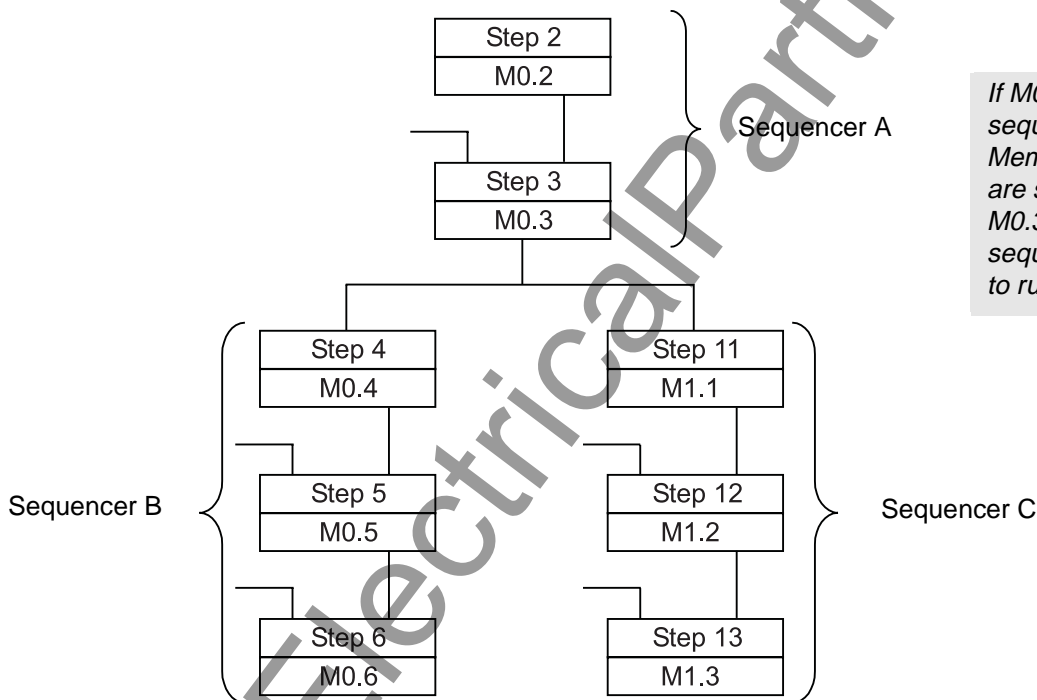 Step 2
M0.2
Sequencer A
Step 3
M0.3
If M0
sequ
Mem
are s
M0.3
sequ
to ru
Step 4
M0.4
Step 11
M1.1
Step 5
M0.5
Step 12
M1.2
Sequencer B
Sequencer C
Step 6
M0.6
Step 13
M1.3
ElectricalParti